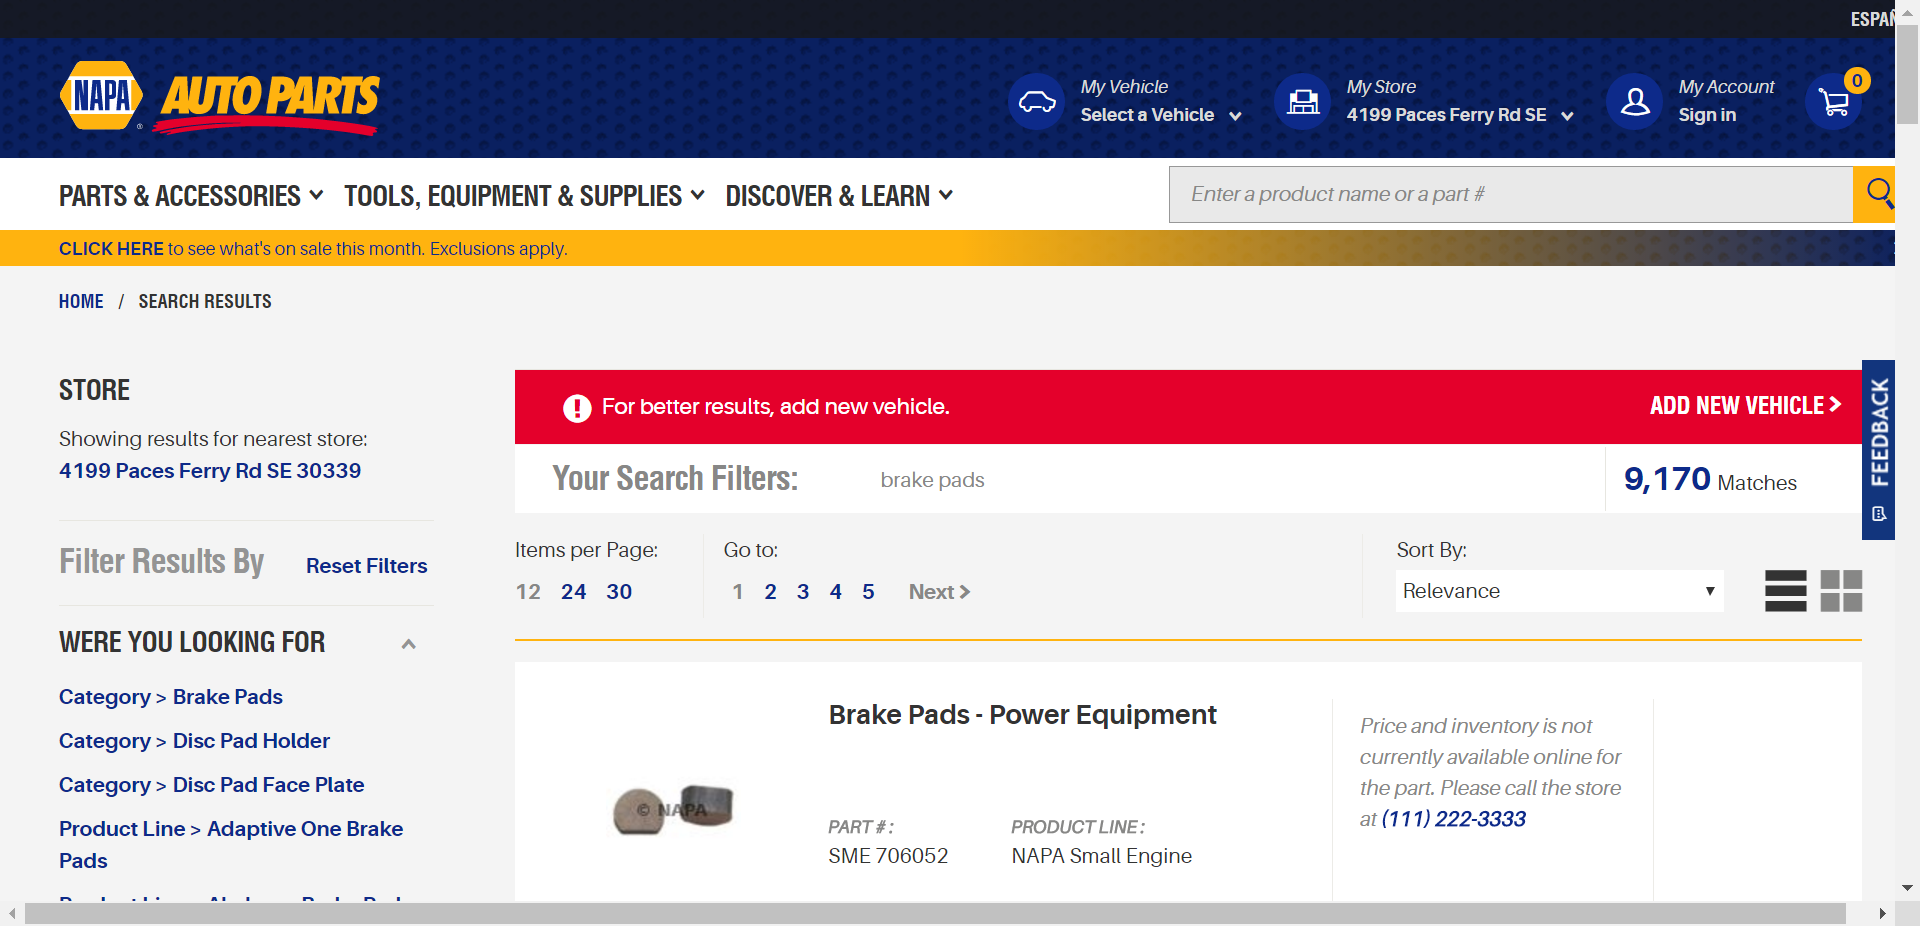 ESPAÑ
NAPA AUTO PARTS
My Vehicle
Select a Vehicle
My Store
4199 Paces Ferry Rd SE
My Account
Sign in
0
PARTS & ACCESSORIES
TOOLS, EQUIPMENT & SUPPLIES
DISCOVER & LEARN
Enter a product name or a part #
CLICK HERE to see what's on sale this month. Exclusions apply.
HOME / SEARCH RESULTS
STORE
Showing results for nearest store:
4199 Paces Ferry Rd SE 30339
Filter Results By
Reset Filters
WERE YOU LOOKING FOR
Category > Brake Pads
Category > Disc Pad Holder
Category > Disc Pad Face Plate
Product Line > Adaptive One Brake
Pads
For better results, add new vehicle.
ADD NEW VEHICLE >
FEEDBACK
Your Search Filters:
brake pads
9,170 Matches
Items per Page:
12 24 30
Go to:
1 2 3 4 5 Next >
Sort By:
Relevance
Brake Pads - Power Equipment
© NAPA
PART # :
SME 706052
PRODUCT LINE :
NAPA Small Engine
Price and inventory is not
currently available online for
the part. Please call the store
at (111) 222-3333